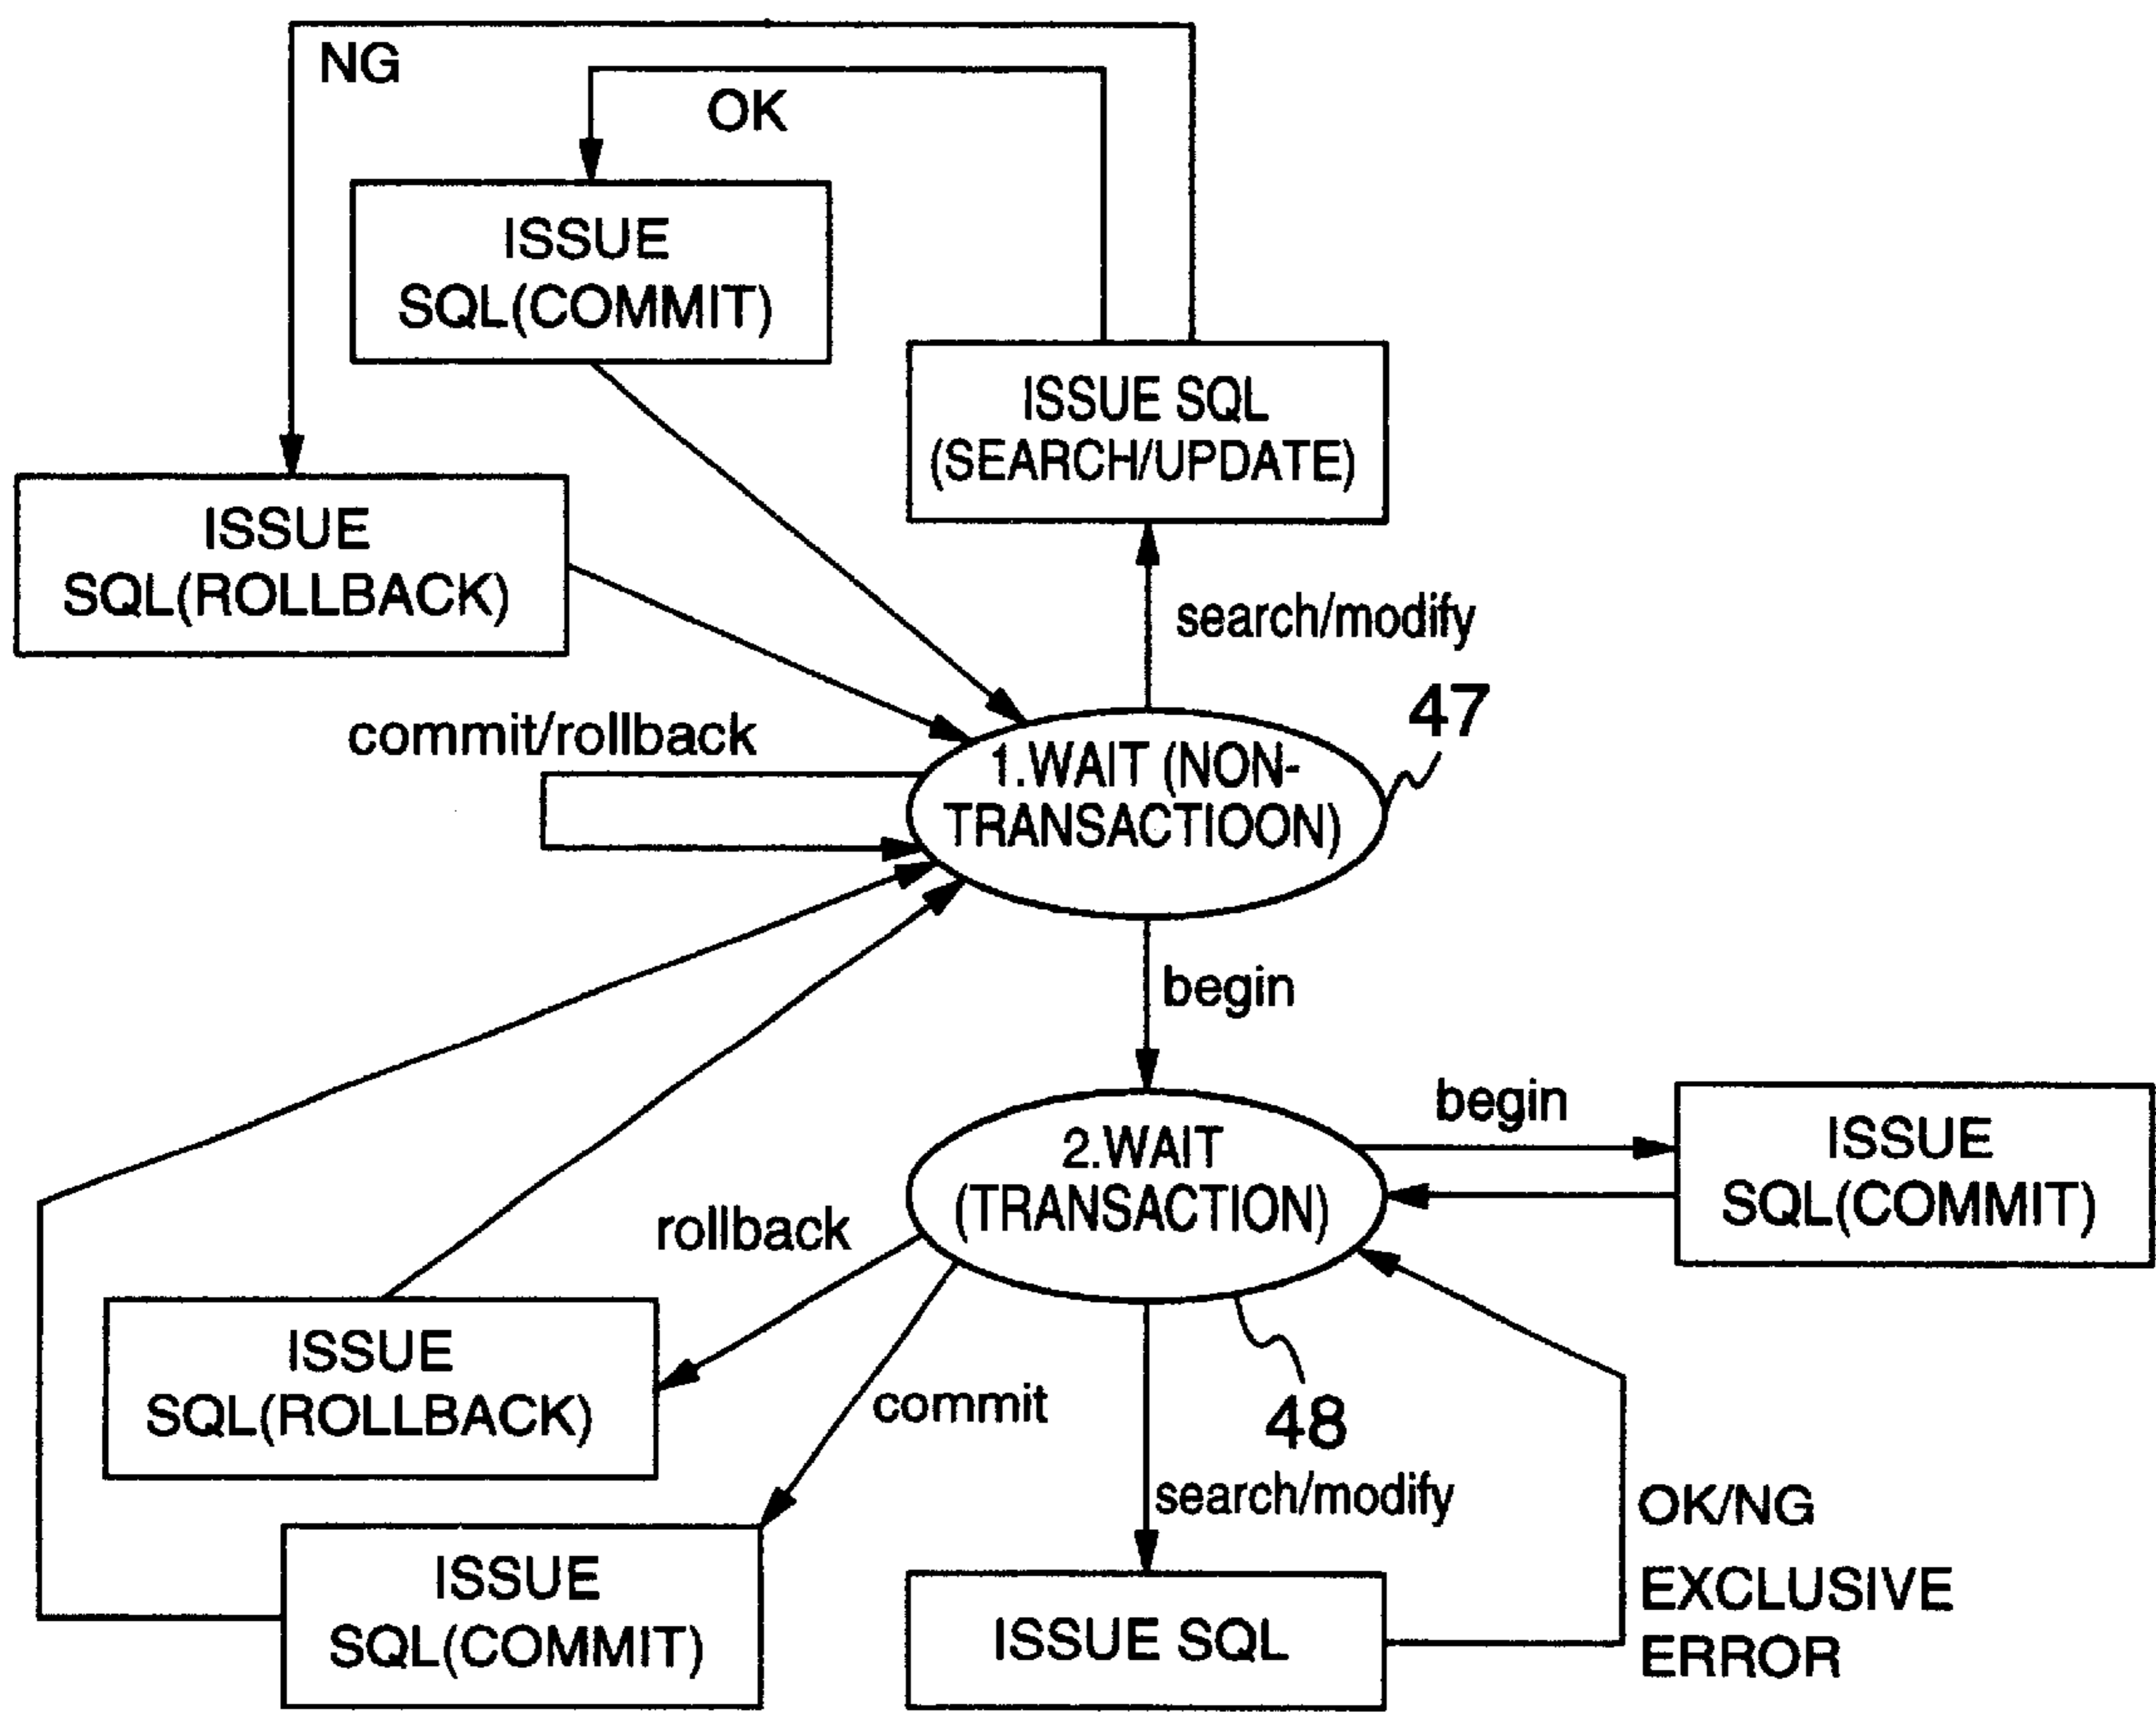 NG
OK
ISSUE
SQL(COMMIT)
ISSUE SQL
(SEARCH/UPDATE)
ISSUE
SQL(ROLLBACK)
search/modify
47
commit/rollback
1.WAIT (NON-
TRANSACTIOON)
begin
begin
2.WAIT
(TRANSACTION)
ISSUE
SQL(COMMIT)
rollback
ISSUE
SQL(ROLLBACK)
commit
48
search/modify
OK/NG
EXCLUSIVE
ERROR
ISSUE
SQL(COMMIT)
ISSUE SQL